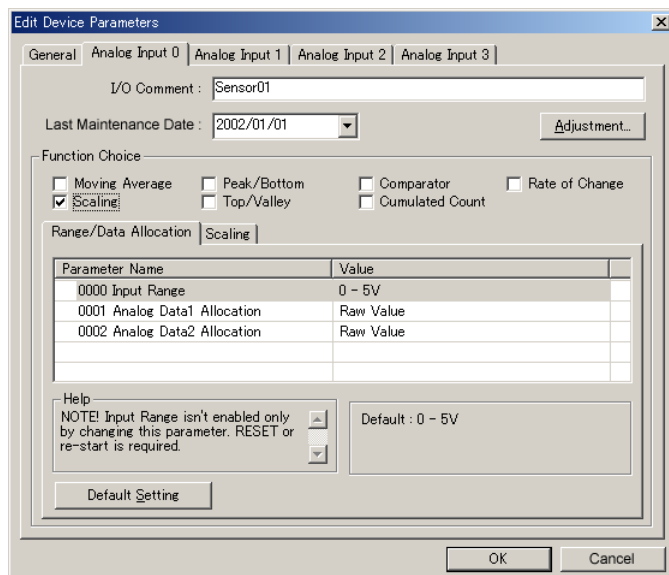 Edit Device Parameters
General Analog Input 0 Analog Input 1 Analog Input 2 Analog Input 3
I/O Comment : Sensor01
Last Maintenance Date : 2002/01/01 Adjustment...
Function Choice
Moving Average Peak/Bottom Comparator Rate of Change
Scaling Top/Valley Cumulated Count
Range/Data Allocation Scaling
Parameter Name Value
0000 Input Range 0 - 5V
0001 Analog Data1 Allocation Raw Value
0002 Analog Data2 Allocation Raw Value
Help
NOTE! Input Range isn't enabled only
by changing this parameter. RESET or
re-start is required.
Default : 0 - 5V
Default Setting
OK Cancel